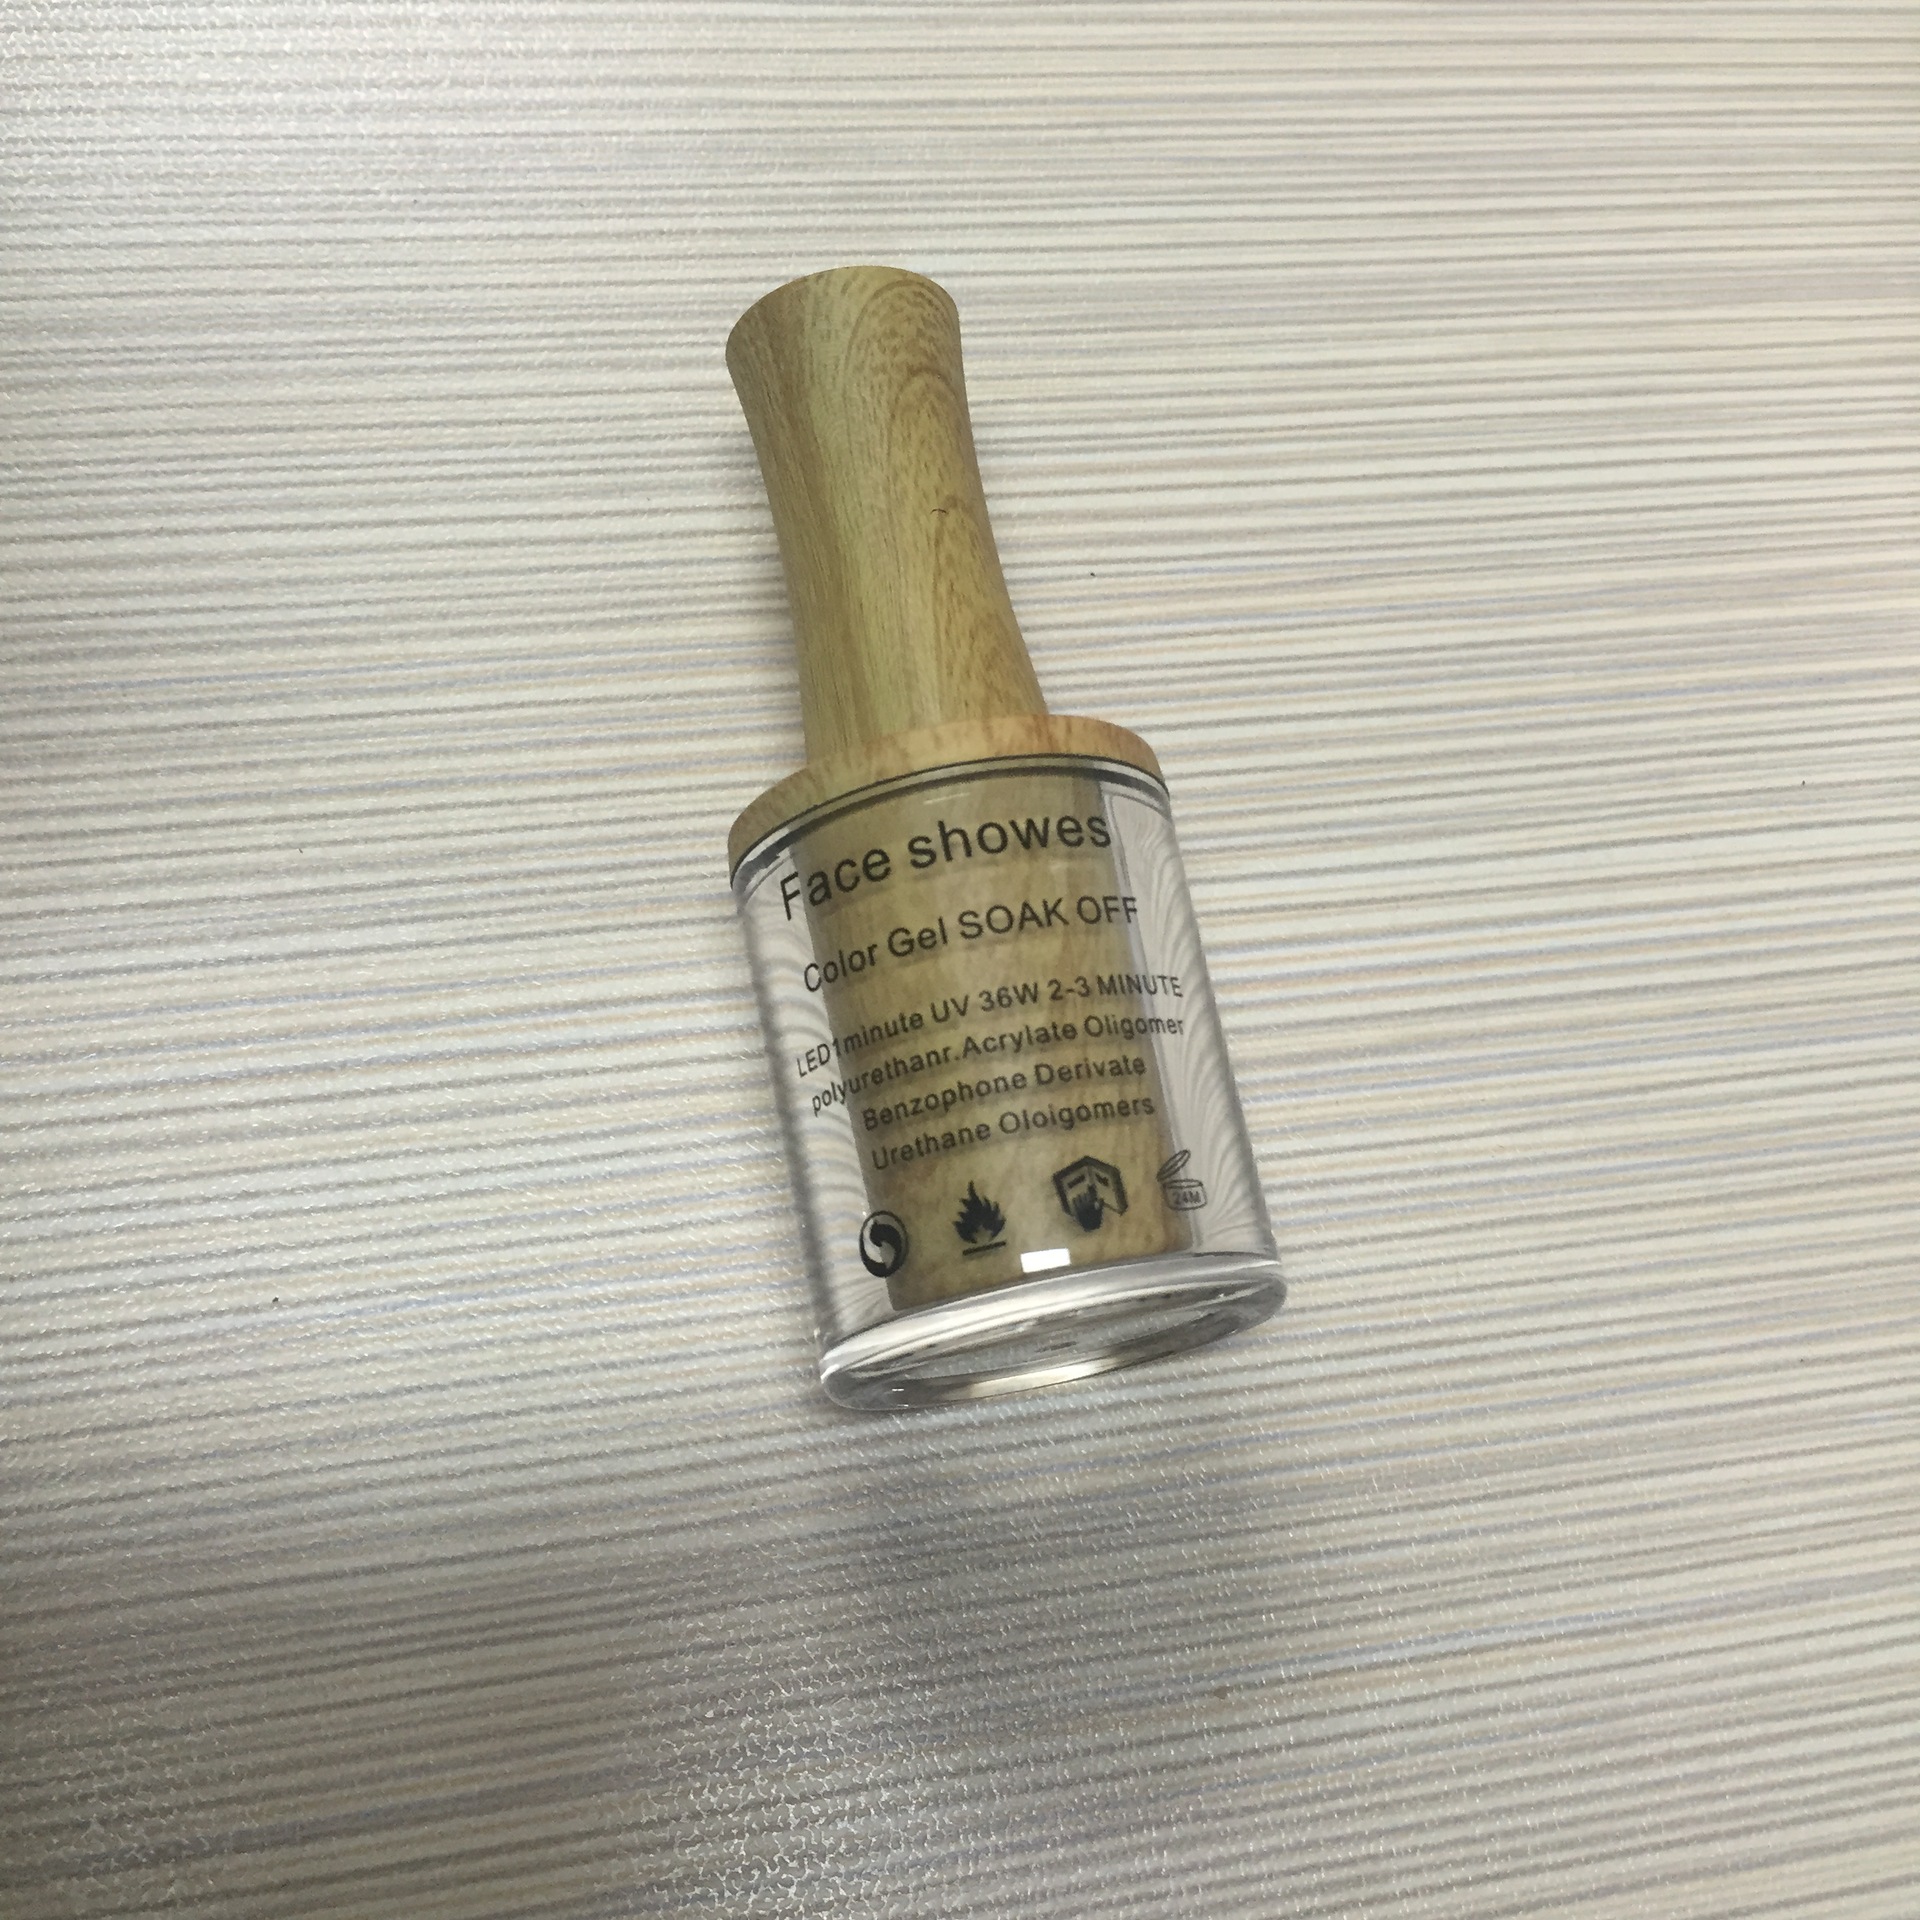 Face showes
Color Gel SOAK OFF
LED1minute UV 36W 2-3 MINUTE
polyurethanr.Acrylate Oligomer
Benzophone Derivate
Urethane Oloigomers
24M